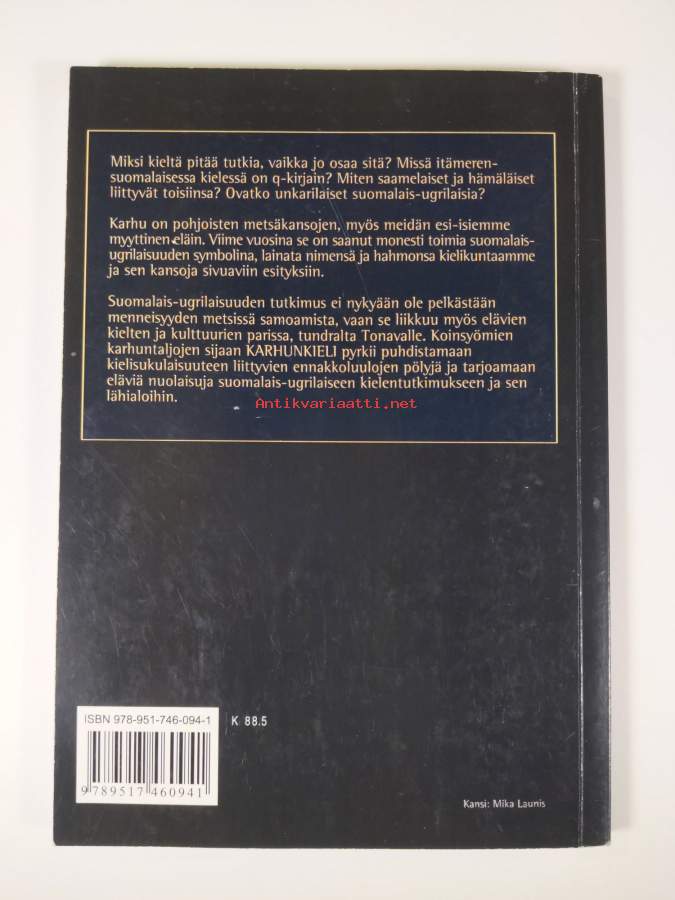 Miksi kieltä pitää tutkia, vaikka jo osaa sitä? Missä itämeren-
suomalaisessa kielessä on q-kirjain? Miten saamelaiset ja hämäläiset
liittyvät toisiinsa? Ovatko unkarilaiset suomalais-ugrilaisia?
Karhu on pohjoisten metsäkansojen, myös meidän esi-isiemme
myyttinen eläin. Viime vuosina se on saanut monesti toimia suomalais-
ugrilaisuuden symbolina, lainata nimensä ja hahmonsa kielikuntaamme
ja sen kansoja sivuaviin esityksiin.
Suomalais-ugrilaisuuden tutkimus ei nykyään ole pelkästään
menneisyyden metsissä samoamista, vaan se liikkuu myös elävien
kielten ja kulttuurien parissa, tundralta Tonavalle. Koinsyömien
karhuntaljojen sijaan KARHUNKIELI pyrkii puhdistamaan
kielisukulaisuuteen liittyvien ennakkoluulojen pölyjä ja tarjoamaan
eläviä nuolaisuja suomalais-ugrilaiseen kielentutkimukseen ja sen
lähialoihin.
Antikvariaatti.net
ISBN 978-951-746-094-1
K 88.5
9 789517 460941
Kansi: Mika Launis